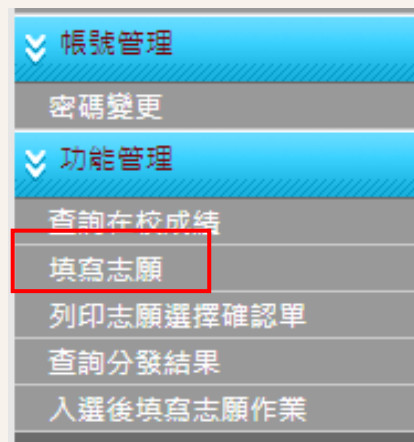 帳號管理
密碼變更
功能管理
查詢在校成績
填寫志願
列印志願選擇確認單
查詢分發結果
入選後填寫志願作業